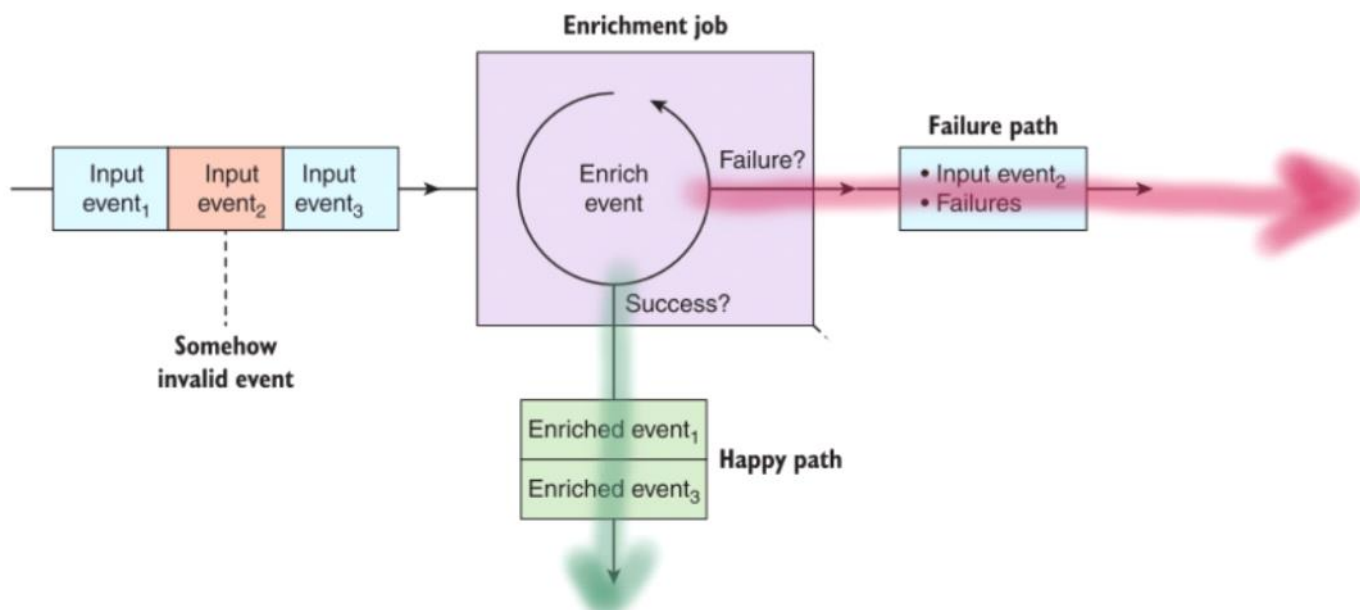 Enrichment job
Input
event₁
Input
event₂
Input
event₃
Somehow
invalid event
Enrich
event
Failure?
Success?
Failure path
• Input event₂
• Failures
Enriched event₁
Enriched event₃
Happy path